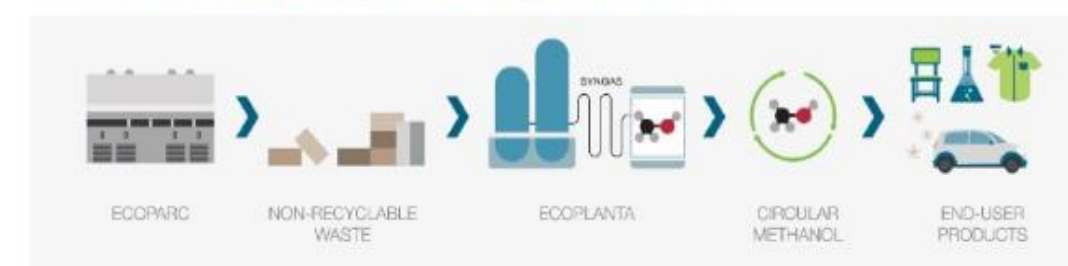 SYNGAS
ECOPARC
NON-RECYCLABLE
WASTE
ECOPLANTA
CIRCULAR
METHANOL
END-USER
PRODUCTS